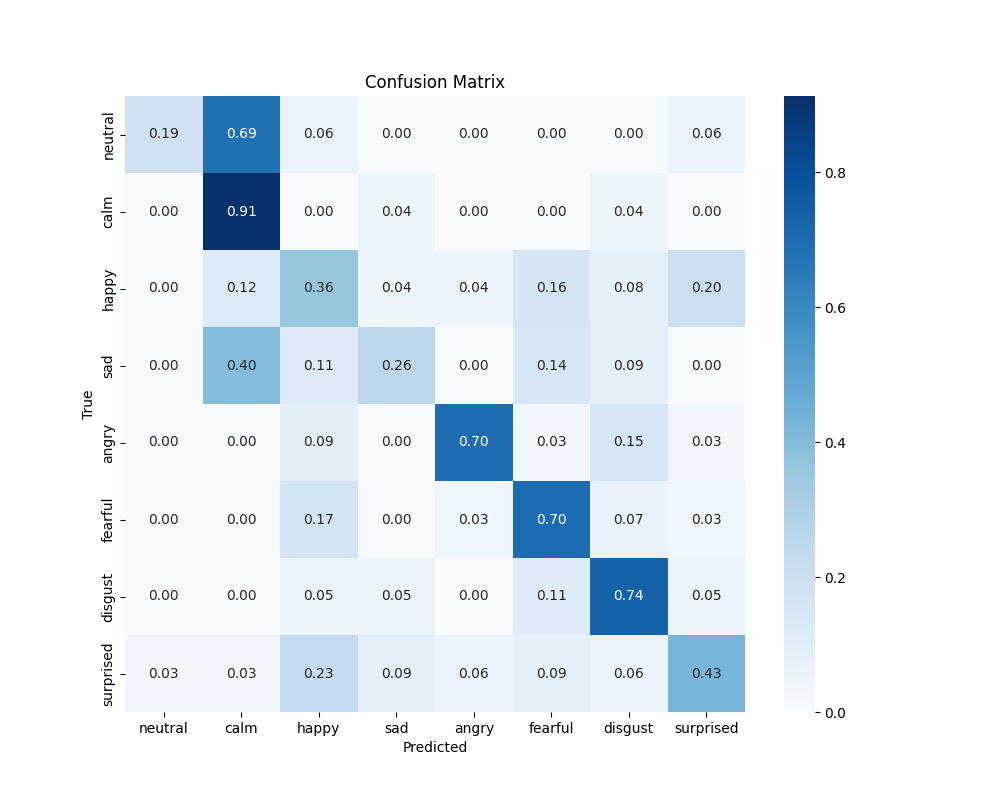 Confusion Matrix
neutral 0.19 0.69 0.06 0.00 0.00 0.00 0.00 0.06
calm 0.00 0.91 0.00 0.04 0.00 0.00 0.04 0.00
happy 0.00 0.12 0.36 0.04 0.04 0.16 0.08 0.20
sad 0.00 0.40 0.11 0.26 0.00 0.14 0.09 0.00
angry 0.00 0.00 0.09 0.00 0.70 0.03 0.15 0.03
fearful 0.00 0.00 0.17 0.00 0.03 0.70 0.07 0.03
disgust 0.00 0.00 0.05 0.05 0.00 0.11 0.74 0.05
surprised 0.03 0.03 0.23 0.09 0.06 0.09 0.06 0.43
True
neutral calm happy sad angry fearful disgust surprised
Predicted
0.8
0.6
0.4
0.2
0.0